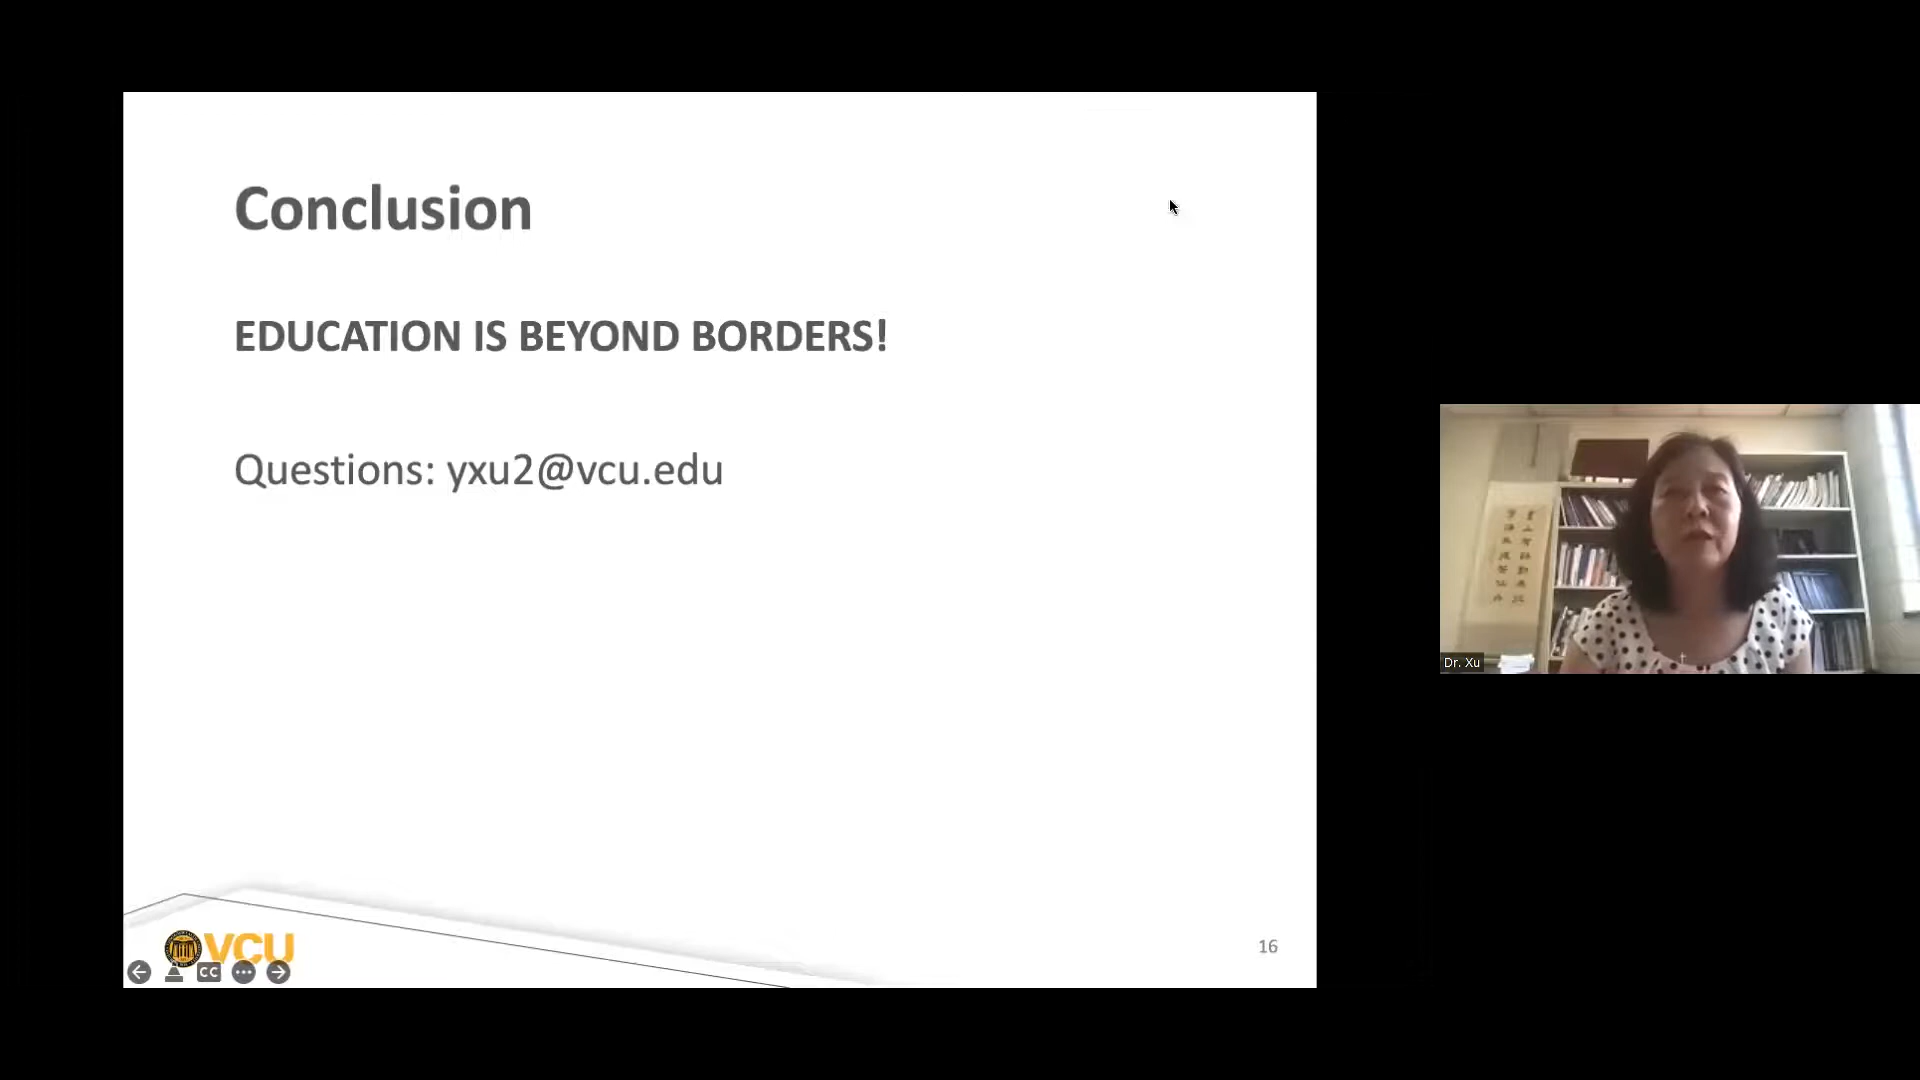 Conclusion
EDUCATION IS BEYOND BORDERS!
Questions: yxu2@vcu.edu
VCU
CC
16
Dr. Xu